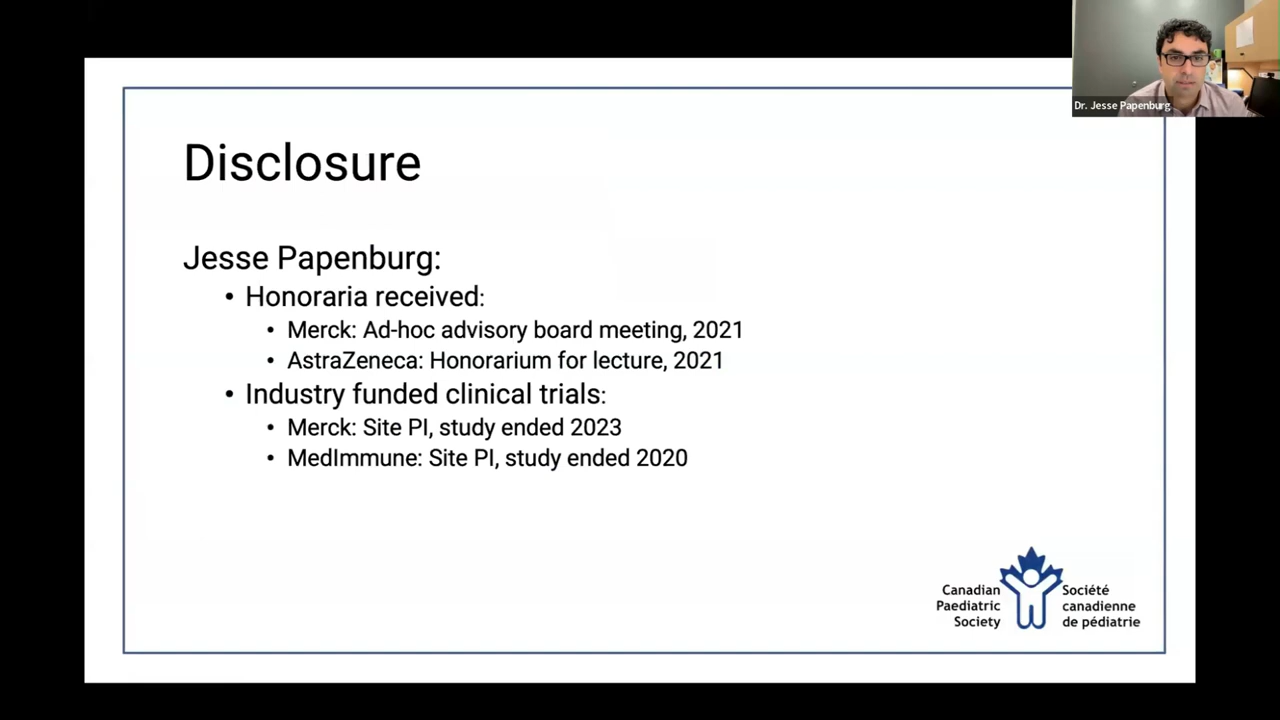 Dr. Jesse Papenburg
Disclosure
Jesse Papenburg:
• Honoraria received:
• Merck: Ad-hoc advisory board meeting, 2021
• AstraZeneca: Honorarium for lecture, 2021
• Industry funded clinical trials:
• Merck: Site PI, study ended 2023
• MedImmune: Site PI, study ended 2020
Canadian
Paediatric
Society
Société
canadienne
de pédiatrie